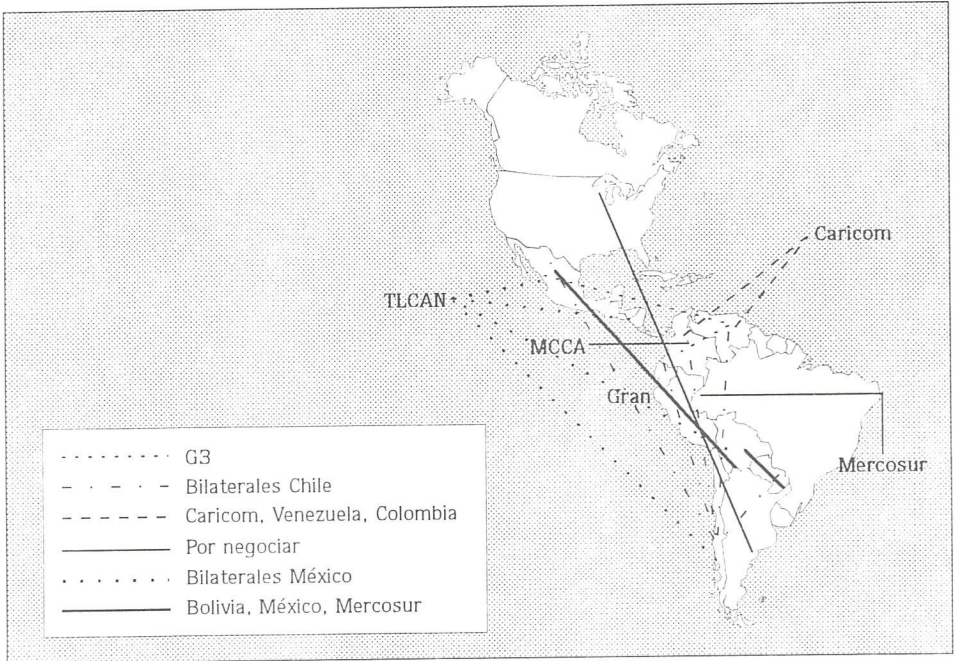 Caricom
TLCAN
MCCA
Gran
Mercosur
G3
Bilaterales Chile
Caricom, Venezuela, Colombia
Por negociar
Bilaterales México
Bolivia, México, Mercosur